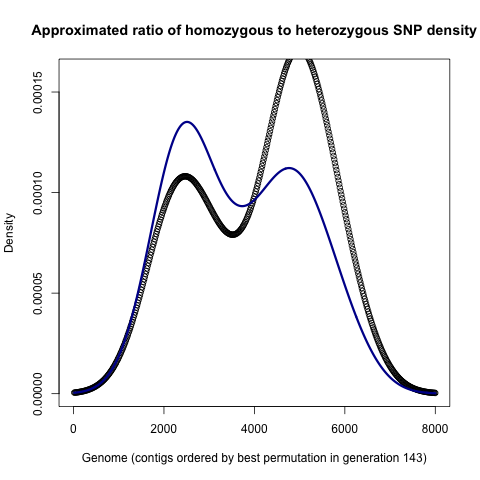 Approximated ratio of homozygous to heterozygous SNP density
0.00015
0.00010
0.00005
0.00000
Density
0 2000 4000 6000 8000
Genome (contigs ordered by best permutation in generation 143)